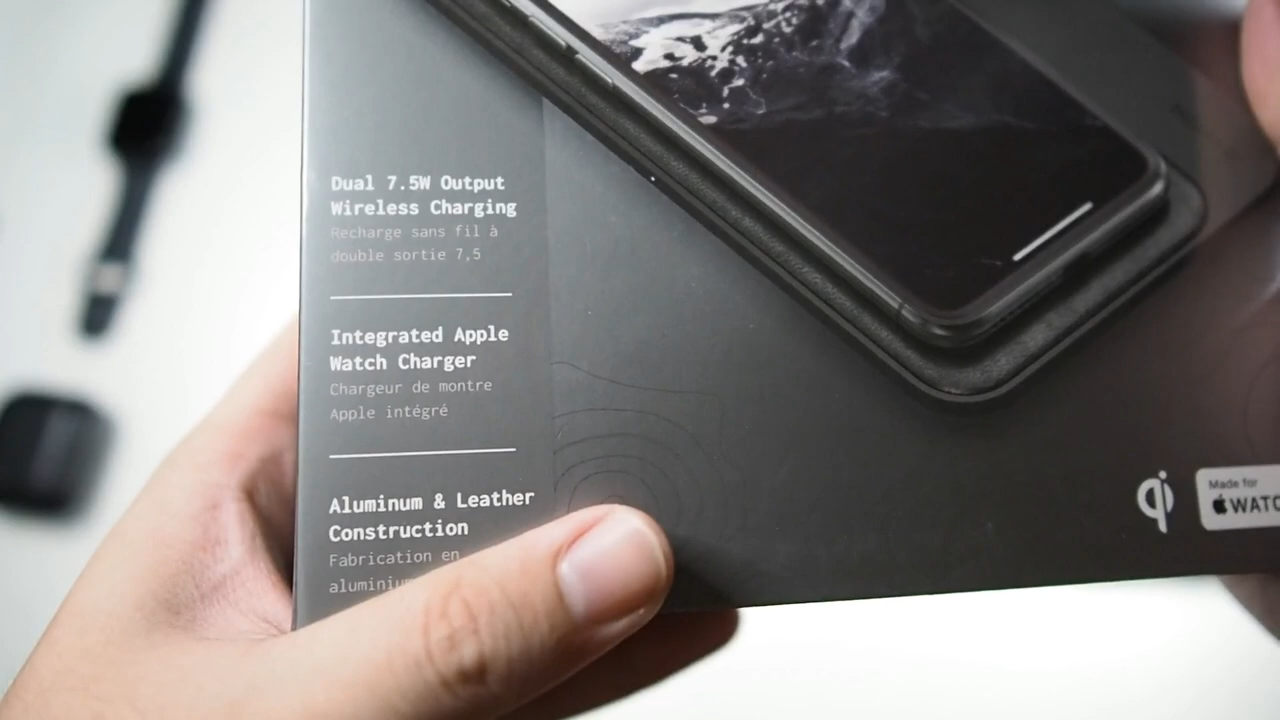 Dual 7.5W Output
Wireless Charging
Recharge sans fil à
double sortie 7,5
Integrated Apple
Watch Charger
Chargeur de montre
Apple intégré
Aluminum & Leather
Construction
Fabrication en
qi
Made for